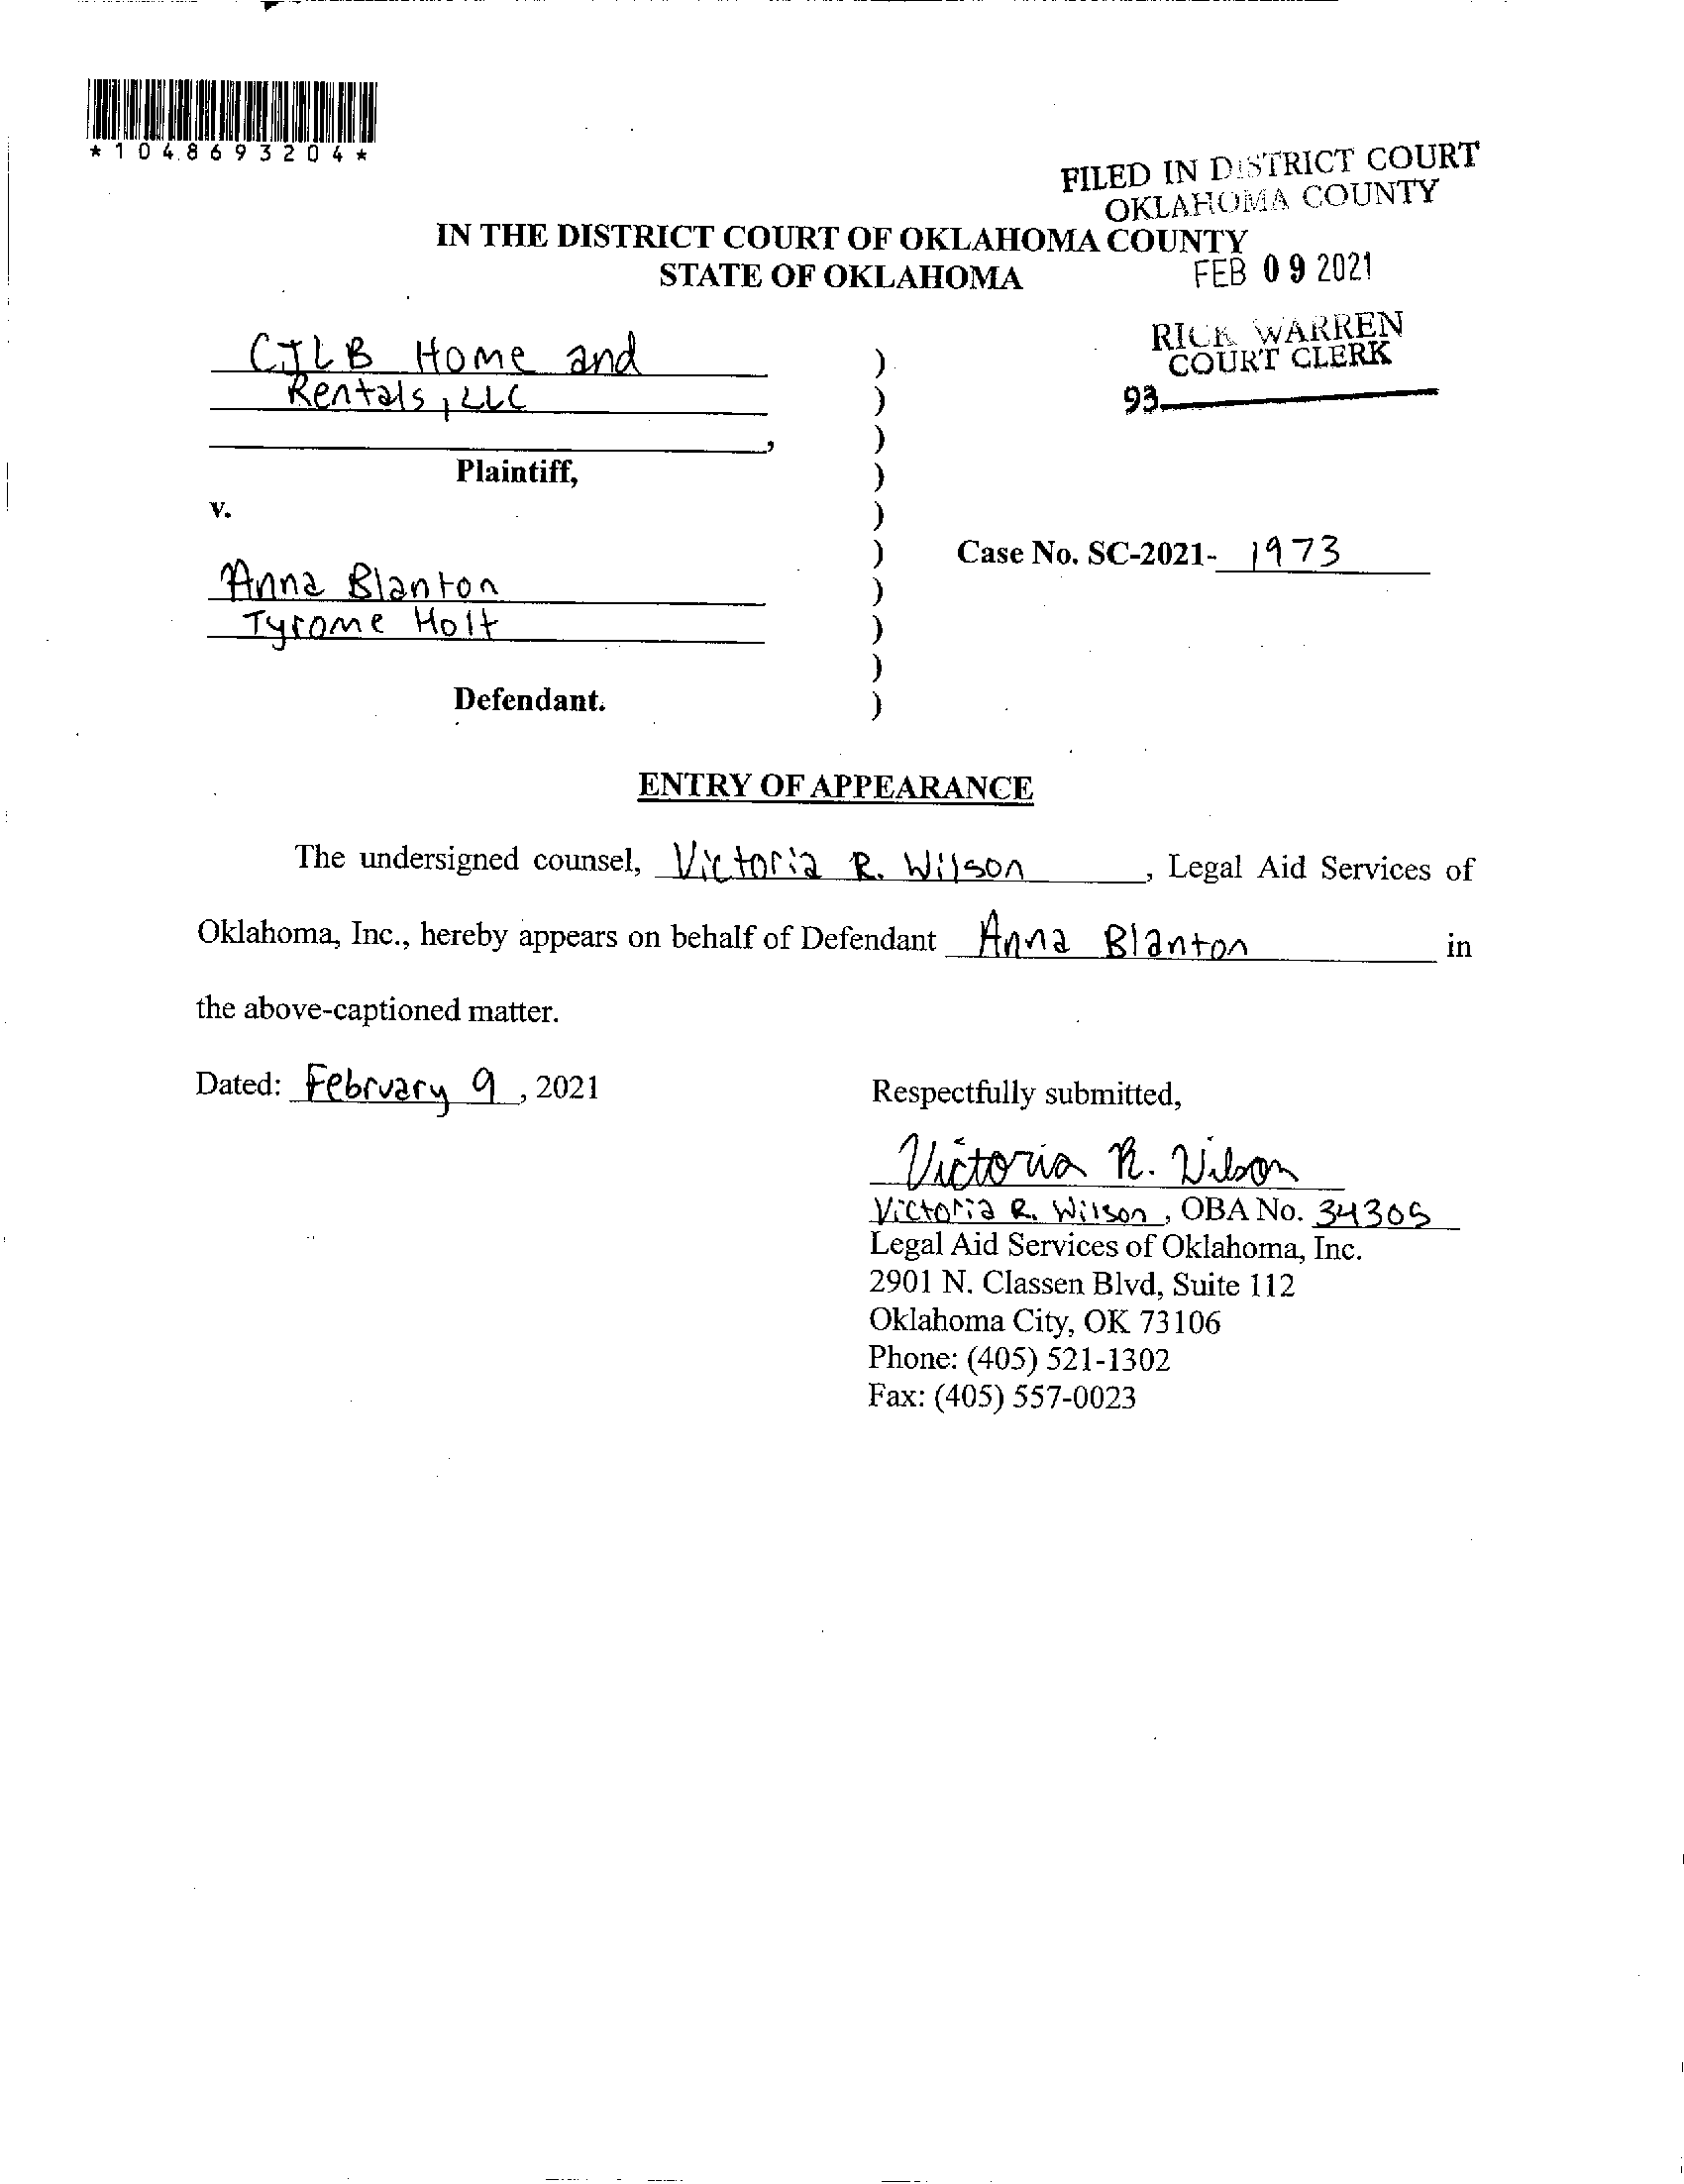 *1048693204*
FILED IN DISTRICT COURT
OKLAHOMA COUNTY
IN THE DISTRICT COURT OF OKLAHOMA COUNTY
STATE OF OKLAHOMA
FEB 09 2021
RICK WARREN
COURT CLERK
93
CJLB Home and )
Rentals, LLC )
, )
Plaintiff, )
v. )
) Case No. SC-2021- 1973
Anna Blanton )
Tyrome Holt )
)
Defendant. )
ENTRY OF APPEARANCE
The undersigned counsel, Victoria R. Wilson, Legal Aid Services of
Oklahoma, Inc., hereby appears on behalf of Defendant Anna Blanton in
the above-captioned matter.
Dated: February 9, 2021
Respectfully submitted,
Victoria R. Wilson
Victoria R. Wilson, OBA No. 34305
Legal Aid Services of Oklahoma, Inc.
2901 N. Classen Blvd, Suite 112
Oklahoma City, OK 73106
Phone: (405) 521-1302
Fax: (405) 557-0023